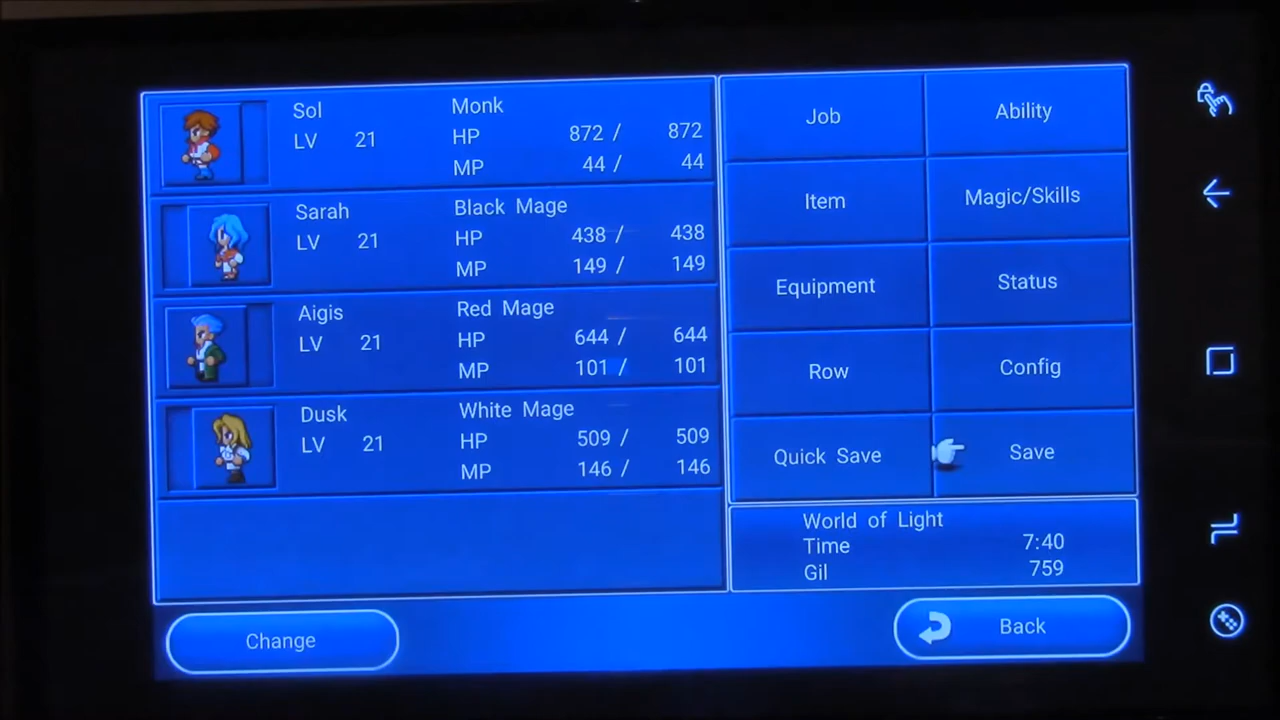 Sol Monk
LV 21 HP 872 / 872
MP 44 / 44
Sarah Black Mage
LV 21 HP 438 / 438
MP 149 / 149
Aigis Red Mage
LV 21 HP 644 / 644
MP 101 / 101
Dusk White Mage
LV 21 HP 509 / 509
MP 146 / 146
Job Ability
Item Magic/Skills
Equipment Status
Row Config
Quick Save Save
World of Light
Time 7:40
Gil 759
Change Back